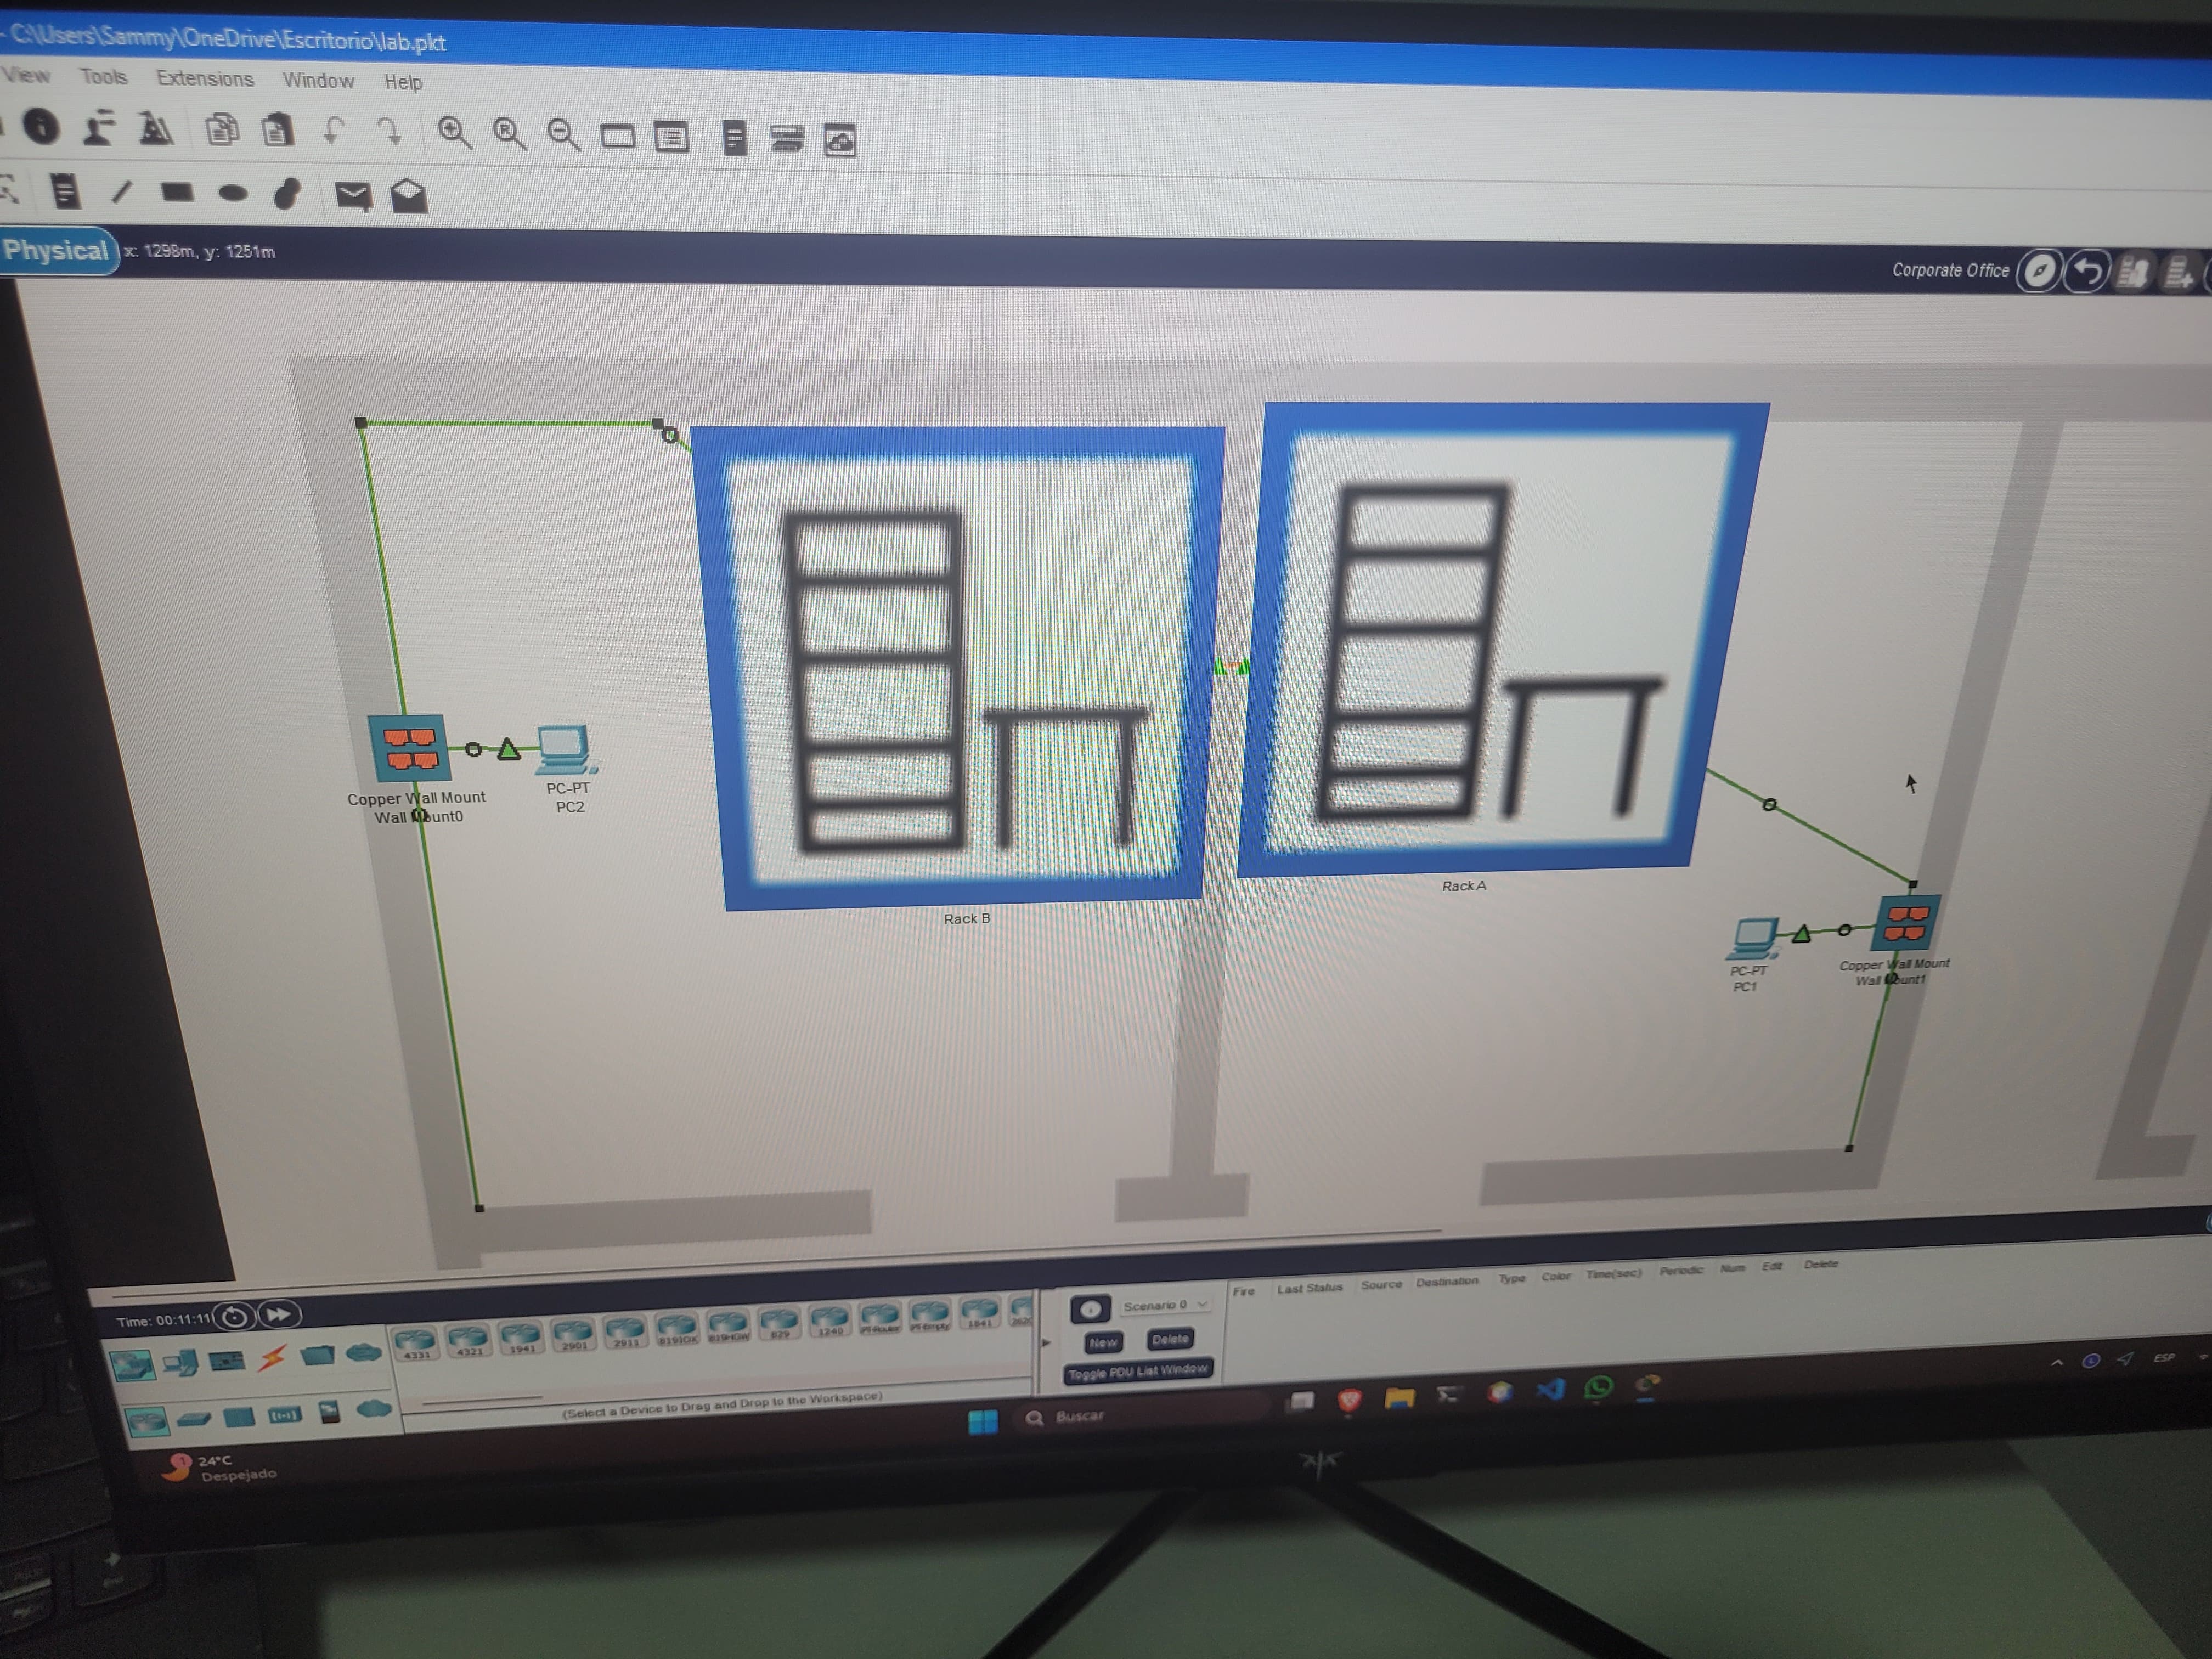 - C:\Users\Sammy\OneDrive\Escritorio\lab.pkt
View Tools Extensions Window Help
Physical x: 1298m, y: 1251m
Corporate Office
Copper Wall Mount
Wall Mount0
PC-PT
PC2
Rack B
Rack A
PC-PT
PC1
Copper Wall Mount
Wall Mount1
Time: 00:11:11
4331 4321 1941 2901 2911 819IOX 819HGW 829 1240 PT-Router PT-Empty 1841
(Select a Device to Drag and Drop to the Workspace)
Scenario 0
New Delete
Toggle PDU List Window
Fire Last Status Source Destination Type Color Time(sec) Periodic Num Edit Delete
Buscar
ESP
1
24°C
Despejado